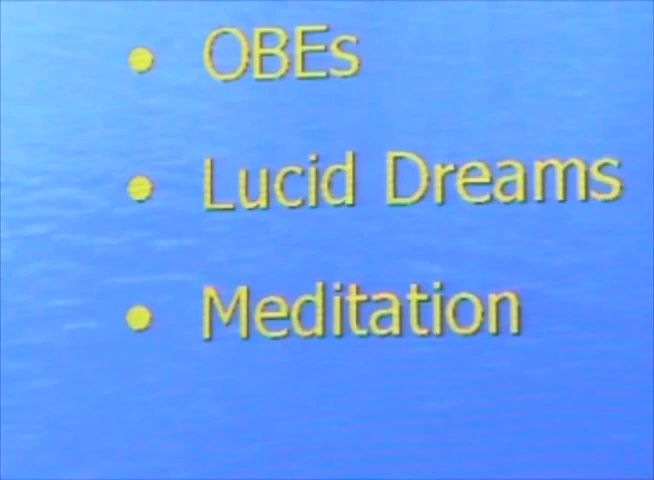 • OBEs
• Lucid Dreams
• Meditation